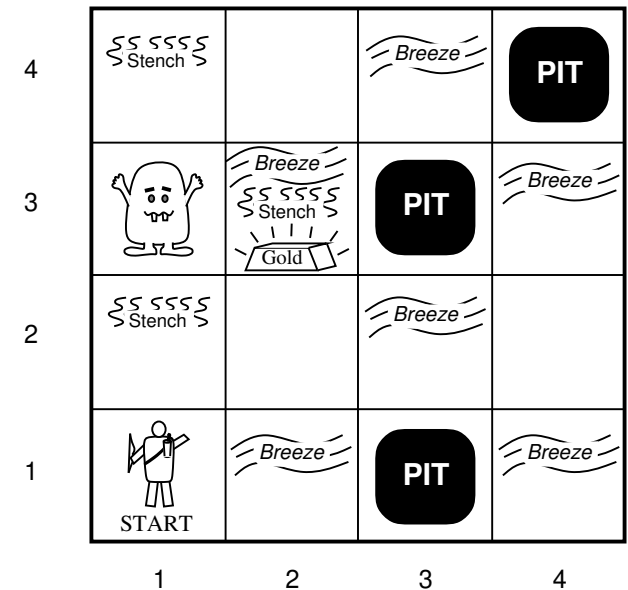 4
Stench
Breeze
PIT
3
Breeze
Stench
Gold
PIT
Breeze
2
Stench
Breeze
1
START
Breeze
PIT
Breeze
1 2 3 4